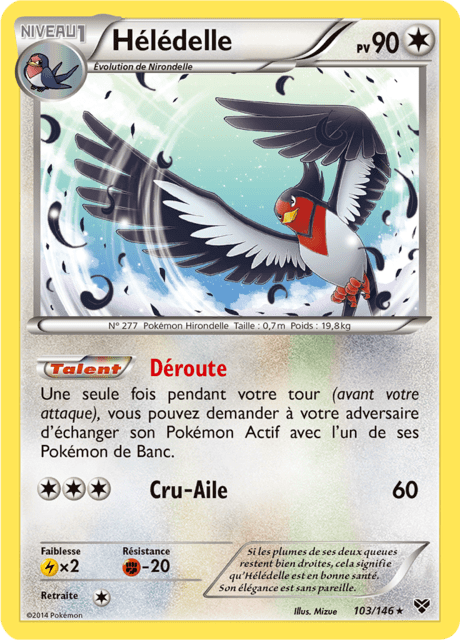 NIVEAU 1
Hélédelle
PV 90
Évolution de Nirondelle
N° 277 Pokémon Hirondelle Taille : 0,7m Poids : 19,8kg
Talent Déroute
Une seule fois pendant votre tour (avant votre
attaque), vous pouvez demander à votre adversaire
d'échanger son Pokémon Actif avec l'un de ses
Pokémon de Banc.
Cru-Aile 60
Faiblesse Résistance
×2 -20
Retraite
Si les plumes de ses deux queues
restent bien droites, cela signifie
qu'Hélédelle est en bonne santé.
Son élégance est sans pareille.
©2014 Pokémon
Illus. Mizue 103/146 ★ XY